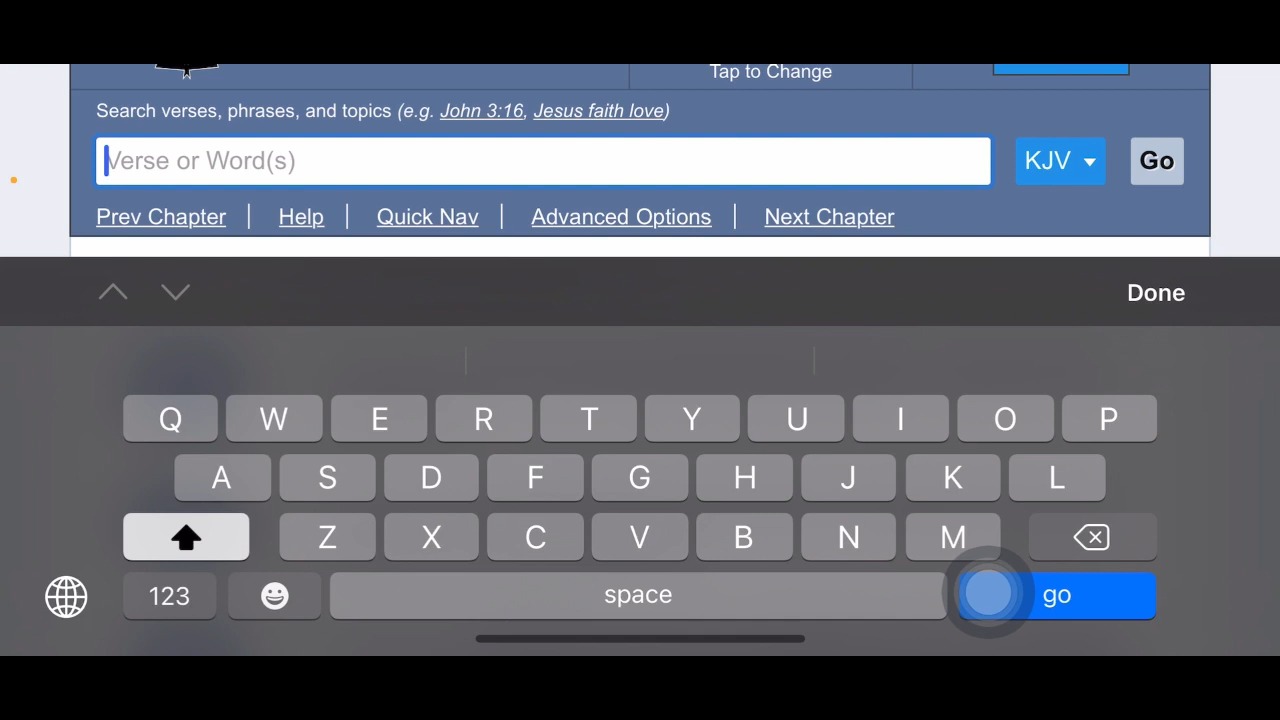 Tap to Change
Search verses, phrases, and topics (e.g. John 3:16, Jesus faith love)
Verse or Word(s)
KJV
Go
Prev Chapter | Help | Quick Nav | Advanced Options | Next Chapter
Done
Q W E R T Y U I O P
A S D F G H J K L
Z X C V B N M
123 space go